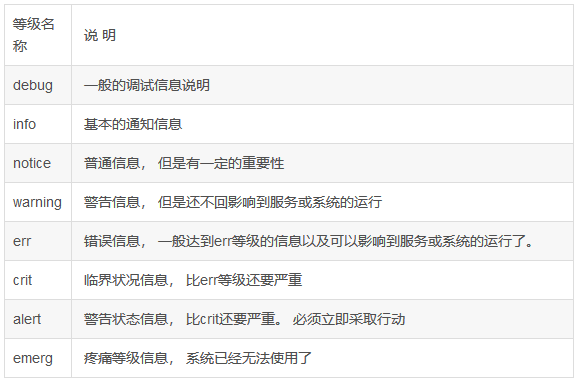 等级名
称
说 明
debug
一般的调试信息说明
info
基本的通知信息
notice
普通信息， 但是有一定的重要性
warning
警告信息， 但是还不回影响到服务或系统的运行
err
错误信息， 一般达到err等级的信息以及可以影响到服务或系统的运行了。
crit
临界状况信息， 比err等级还要严重
alert
警告状态信息， 比crit还要严重。 必须立即采取行动
emerg
疼痛等级信息， 系统已经无法使用了